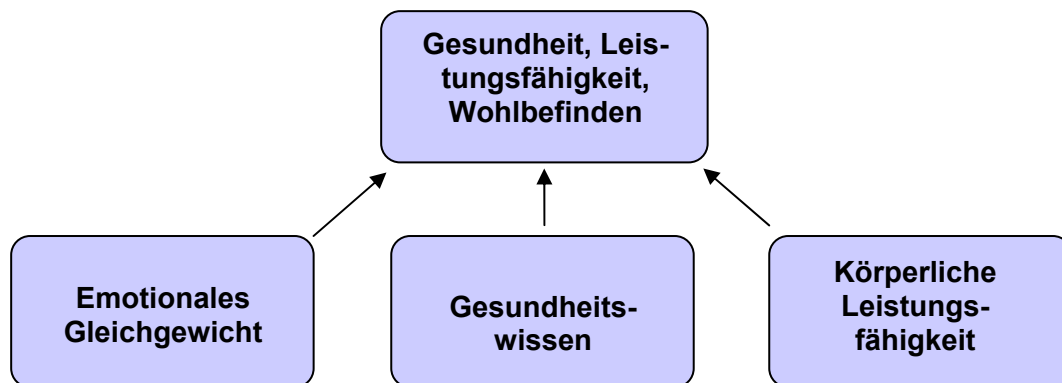 Gesundheit, Leis-
tungsfähigkeit,
Wohlbefinden
Emotionales
Gleichgewicht
Gesundheits-
wissen
Körperliche
Leistungs-
fähigkeit